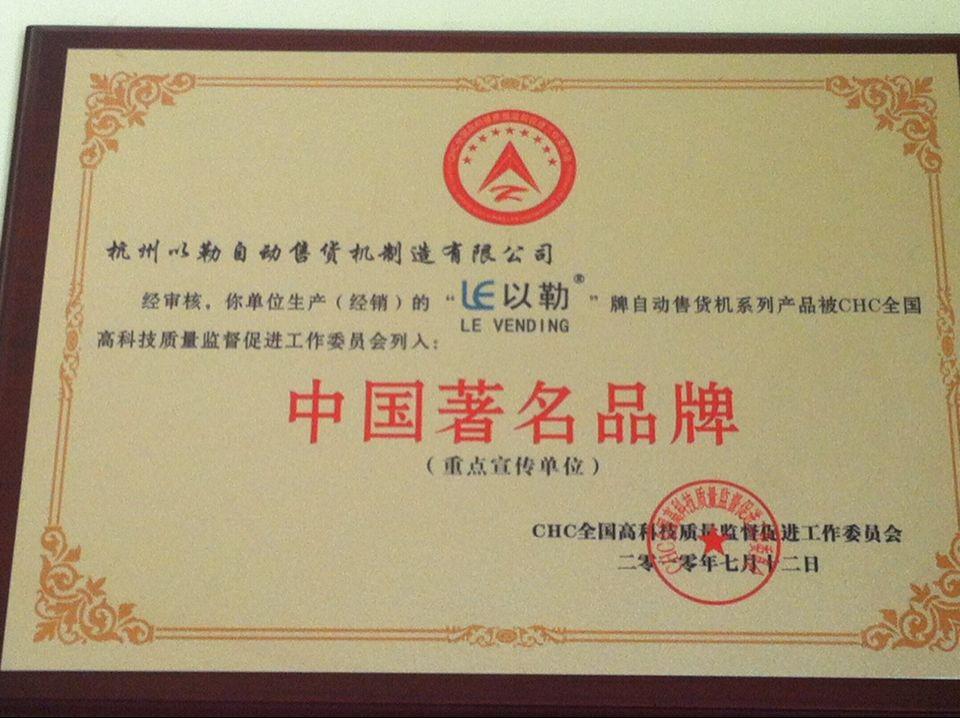 杭州以勒自动售货机制造有限公司
经审核,你单位生产(经销)的“LE以勒®”牌自动售货机系列产品被CHC全国
LE VENDING
高科技质量监督促进工作委员会列入:
中国著名品牌
(重点宣传单位)
CHC全国高科技质量监督促进工作委员会
二零一零年七月十二日